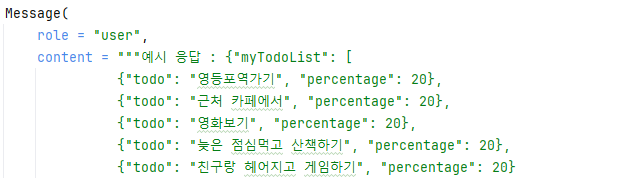 Message(
role = "user",
content = """예시 응답 : {"myTodoList": [
{"todo": "영등포역가기", "percentage": 20},
{"todo": "근처 카페에서", "percentage": 20},
{"todo": "영화보기", "percentage": 20},
{"todo": "늦은 점심먹고 산책하기", "percentage": 20},
{"todo": "친구랑 헤어지고 게임하기", "percentage": 20}